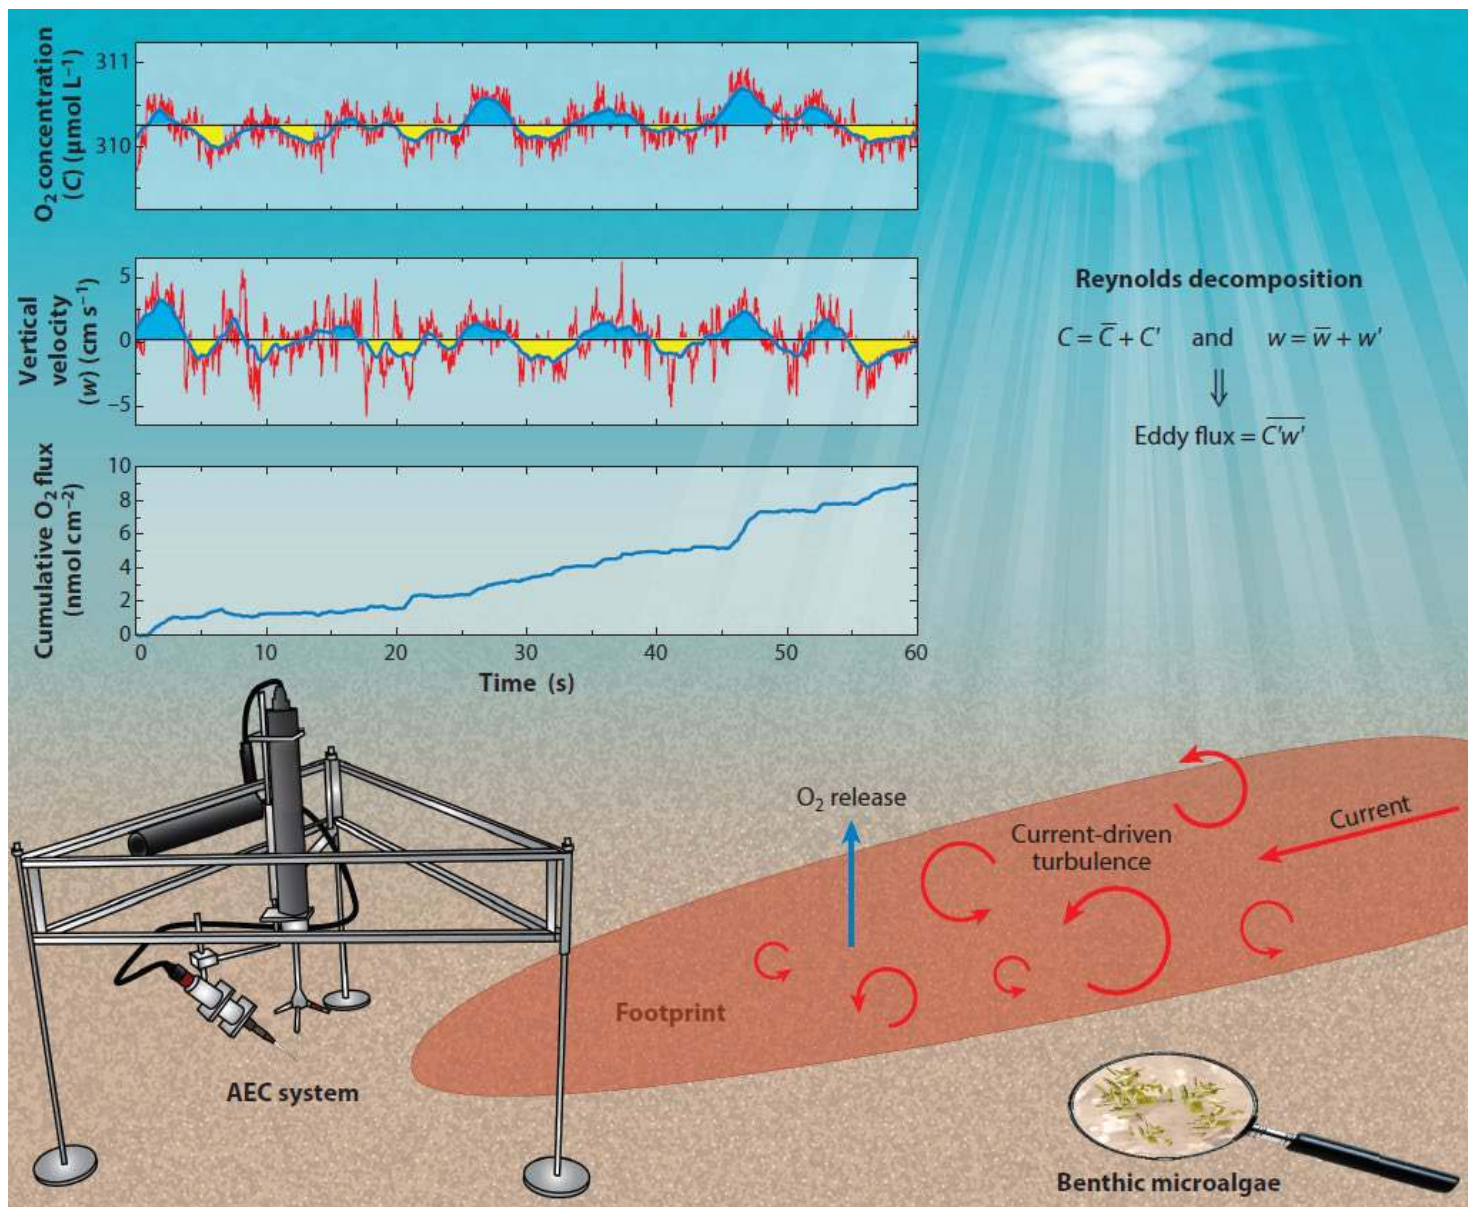 O₂ concentration
(C) (μmol L⁻¹)
311
310
Vertical
velocity
(w) (cm s⁻¹)
5
0
–5
Cumulative O₂ flux
(nmol cm⁻²)
10
8
6
4
2
0
0 10 20 30 40 50 60
Time (s)
Reynolds decomposition
C = C̅ + C′ and w = w̅ + w′
⇓
Eddy flux = C̅′̅w̅′̅
O₂ release
Current-driven
turbulence
Current
Footprint
AEC system
Benthic microalgae